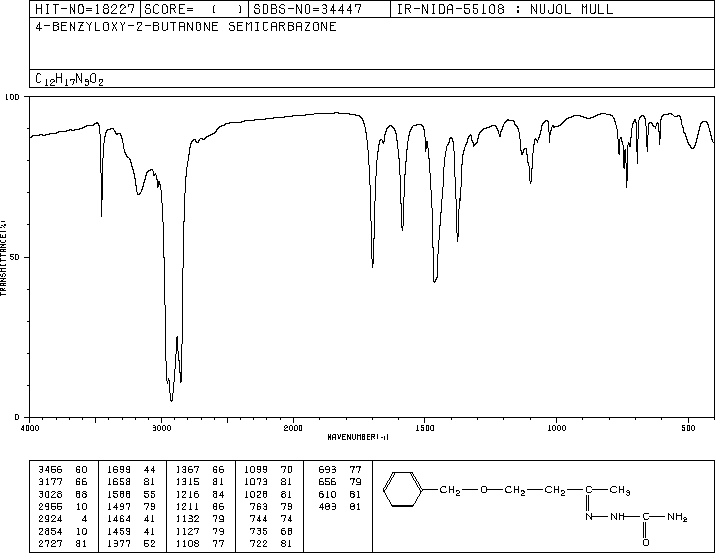 HIT-NO=18227 SCORE= ( ) SDBS-NO=34447 IR-NIDA-55108 : NUJOL MULL
4-BENZYLOXY-2-BUTANONE SEMICARBAZONE
C12H17N3O2
100
50
0
TRANSMITTANCE(%)
4000 3000 2000 1500 1000 500
WAVENUMBER(-1)
3466 60 1699 44 1367 66 1099 70 693 77
3177 66 1658 81 1315 81 1073 81 656 79
3028 68 1588 55 1216 84 1028 81 610 81
2955 10 1497 79 1211 86 763 79 483 81
2924 4 1464 41 1132 79 744 74
2854 10 1459 41 1127 79 735 68
2727 81 1377 52 1108 77 722 81
CH2 O CH2 CH2 C CH3
N NH C NH2
O